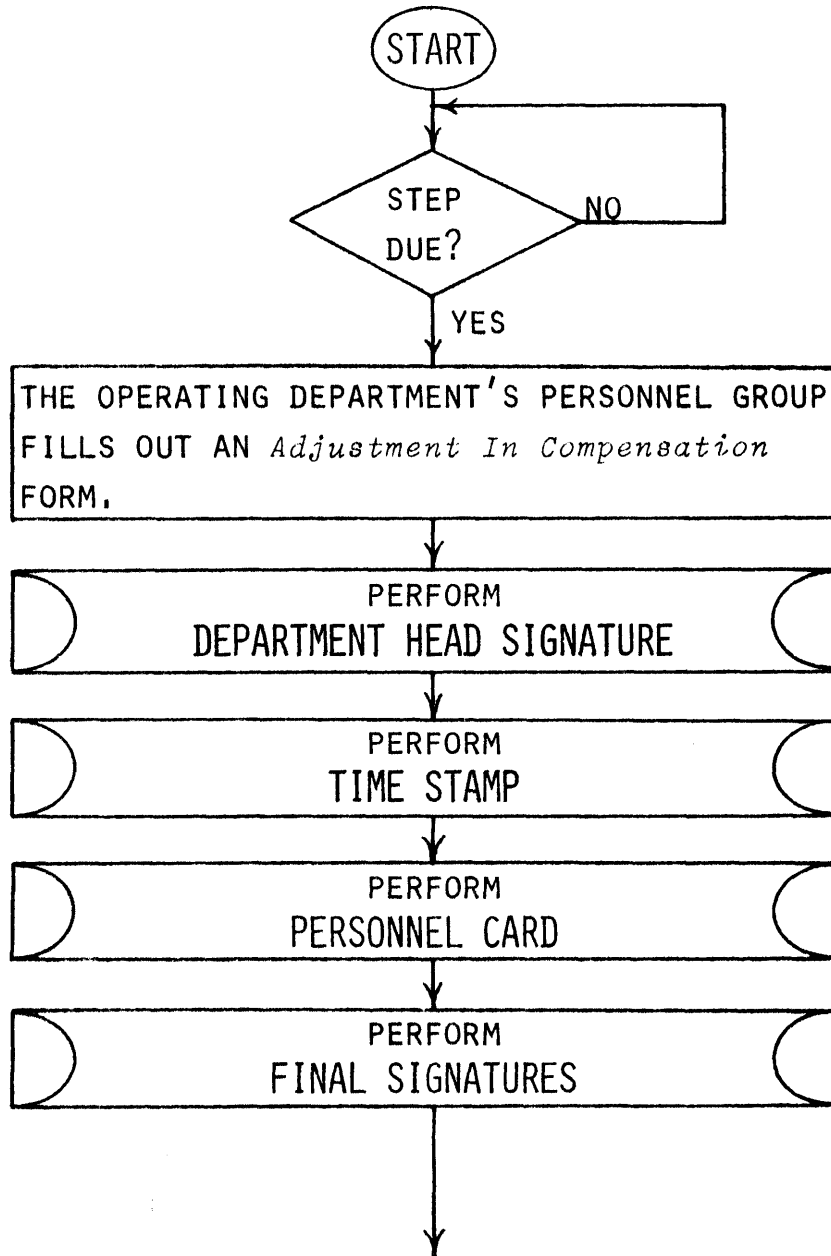 START
STEP
DUE?
NO
YES
THE OPERATING DEPARTMENT'S PERSONNEL GROUP
FILLS OUT AN Adjustment In Compensation
FORM.
PERFORM
DEPARTMENT HEAD SIGNATURE
PERFORM
TIME STAMP
PERFORM
PERSONNEL CARD
PERFORM
FINAL SIGNATURES